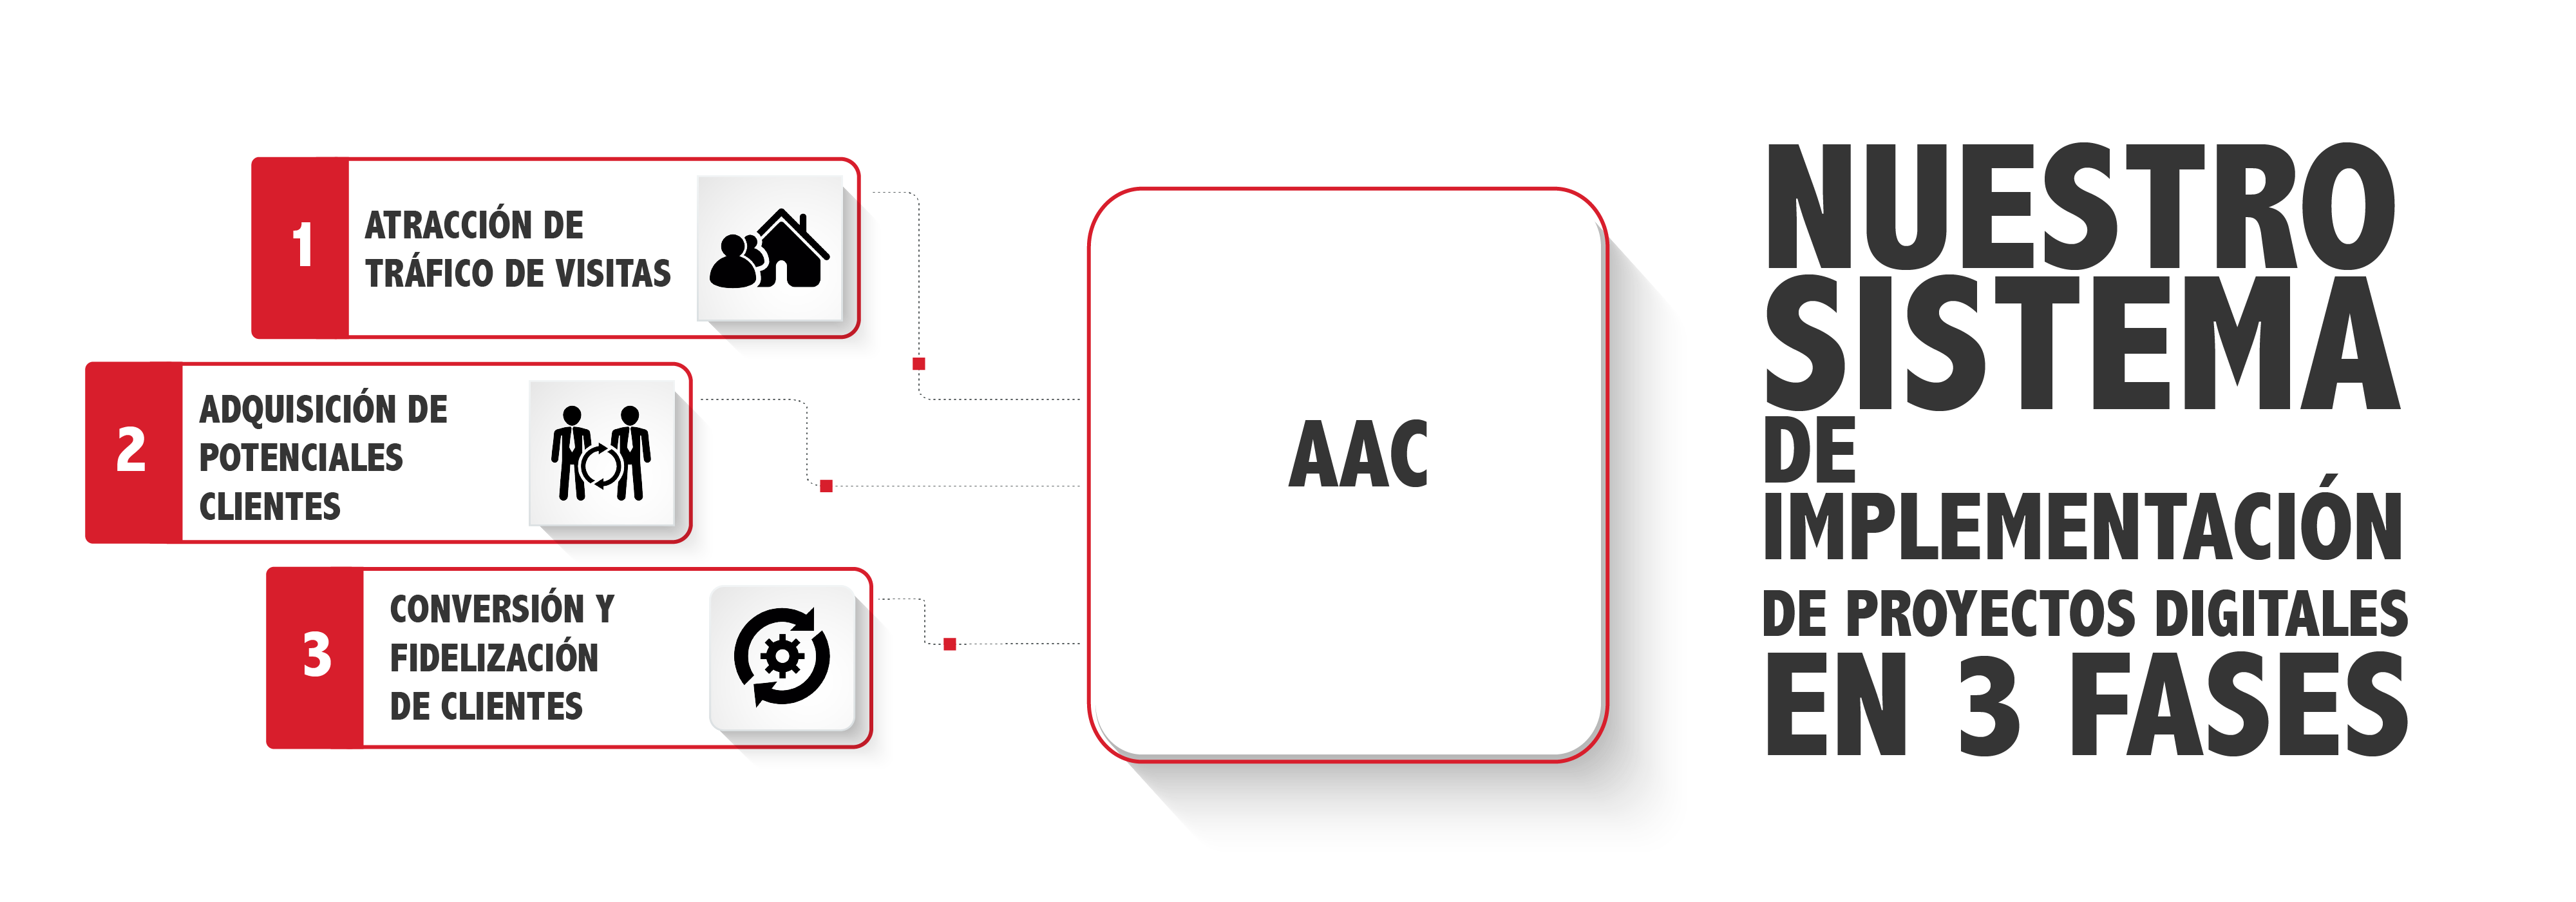 1
ATRACCIÓN DE
TRÁFICO DE VISITAS
2
ADQUISICIÓN DE
POTENCIALES
CLIENTES
3
CONVERSIÓN Y
FIDELIZACIÓN
DE CLIENTES
AAC
NUESTRO
SISTEMA
DE
IMPLEMENTACIÓN
DE PROYECTOS DIGITALES
EN 3 FASES